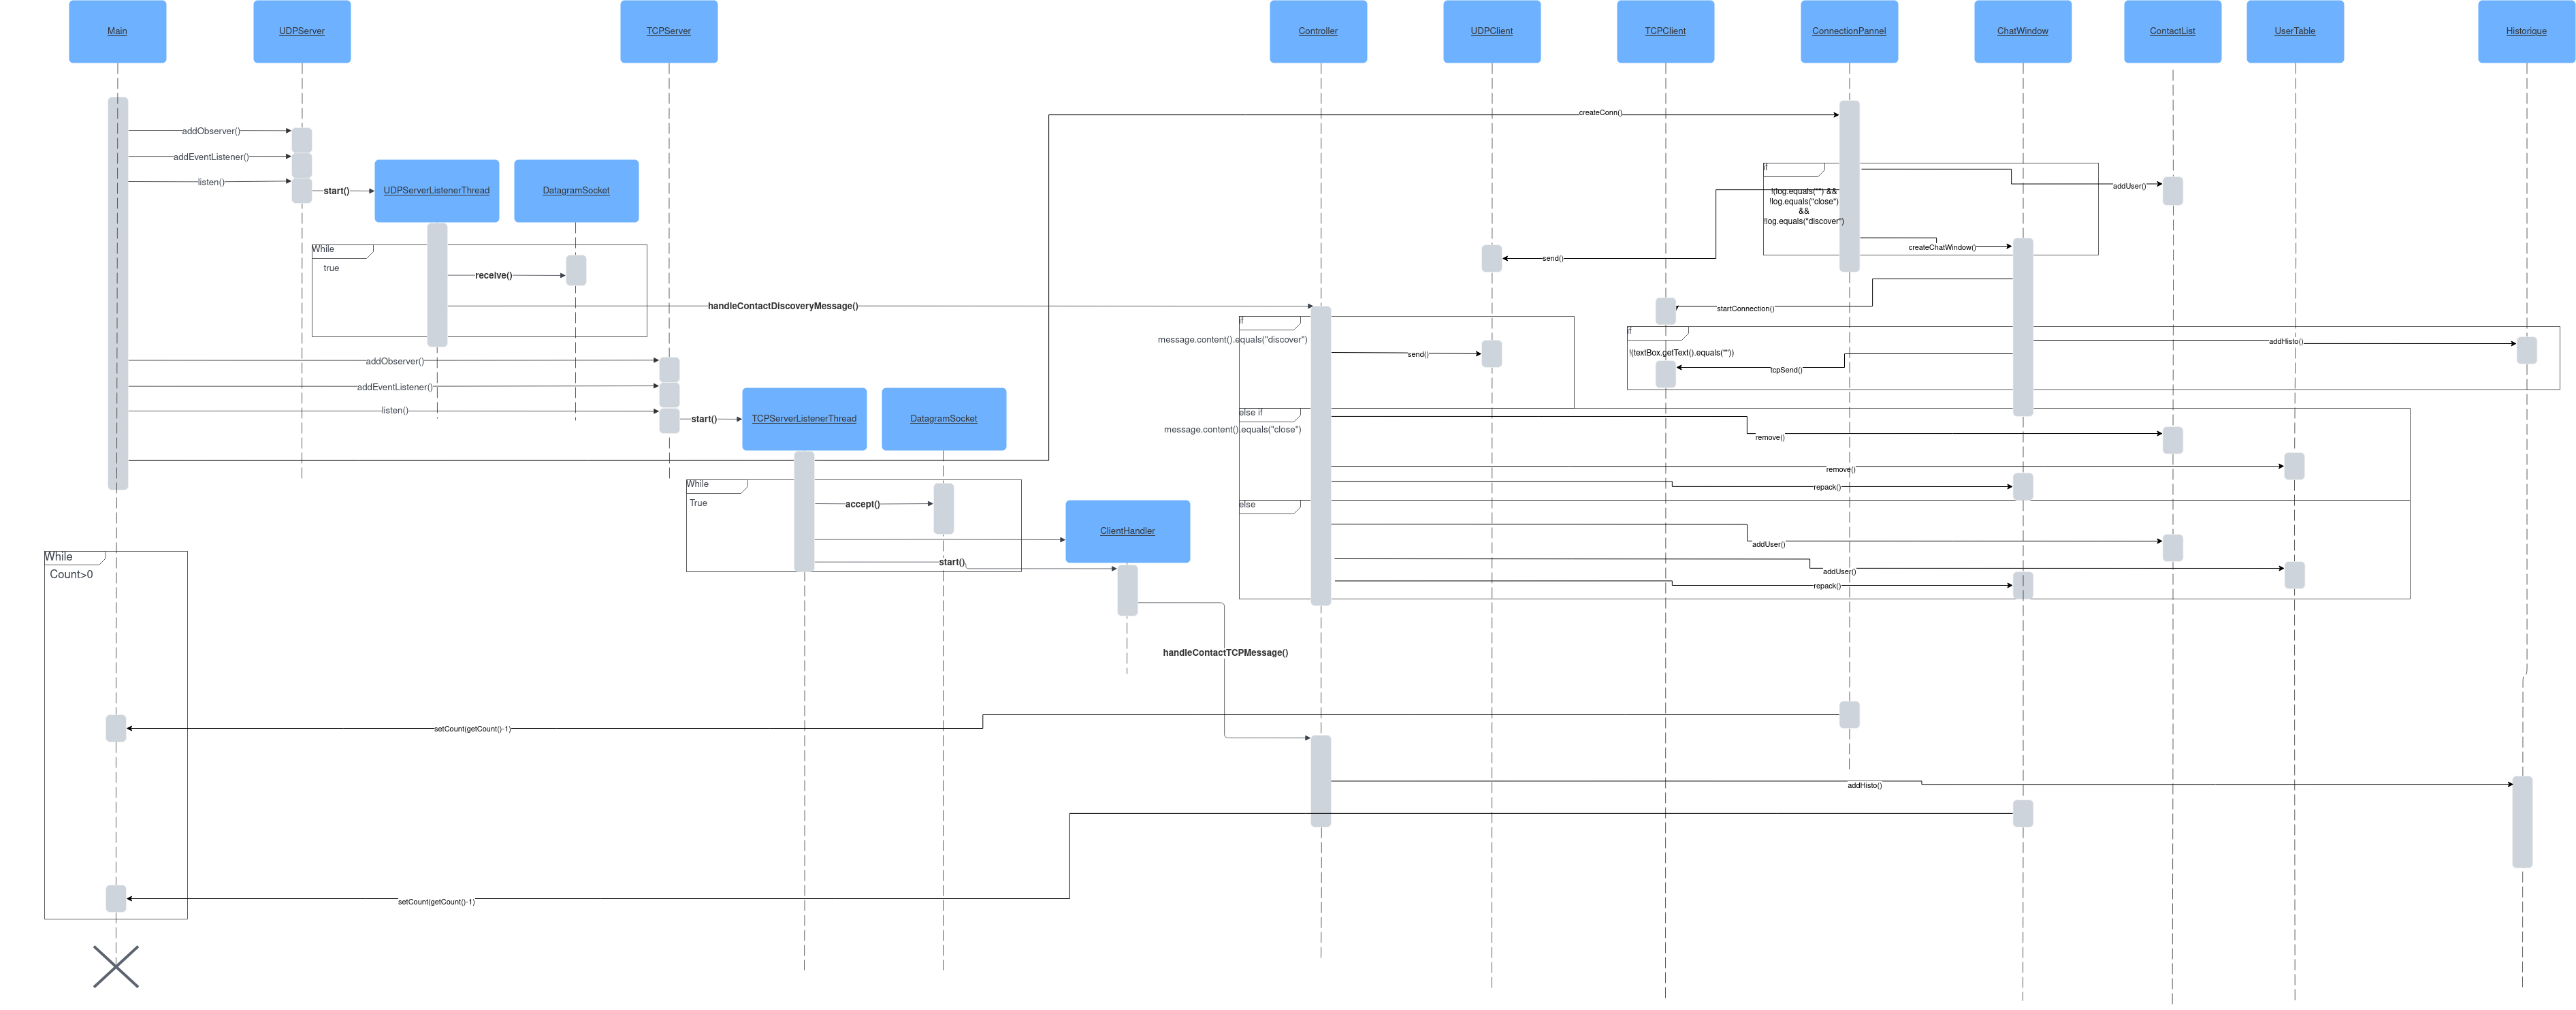 Main
UDPServer
TCPServer
Controller
UDPClient
TCPClient
ConnectionPannel
ChatWindow
ContactList
UserTable
Historique
createConn()
addObserver()
addEventListener()
listen()
start()
UDPServerListenerThread
DatagramSocket
if
!(log.equals("") &&
!log.equals("close")
&&
!log.equals("discover")
addUser()
createChatWindow()
send()
While
true
receive()
handleContactDiscoveryMessage()
startConnection()
if
message.content().equals("discover")
send()
if
!(textBox.getText().equals(""))
addHisto()
tcpSend()
addObserver()
addEventListener()
listen()
start()
TCPServerListenerThread
DatagramSocket
else if
message.content().equals("close")
remove()
remove()
repack()
While
True
accept()
ClientHandler
start()
else
addUser()
addUser()
repack()
While
Count>0
handleContactTCPMessage()
setCount(getCount()-1)
addHisto()
setCount(getCount()-1)